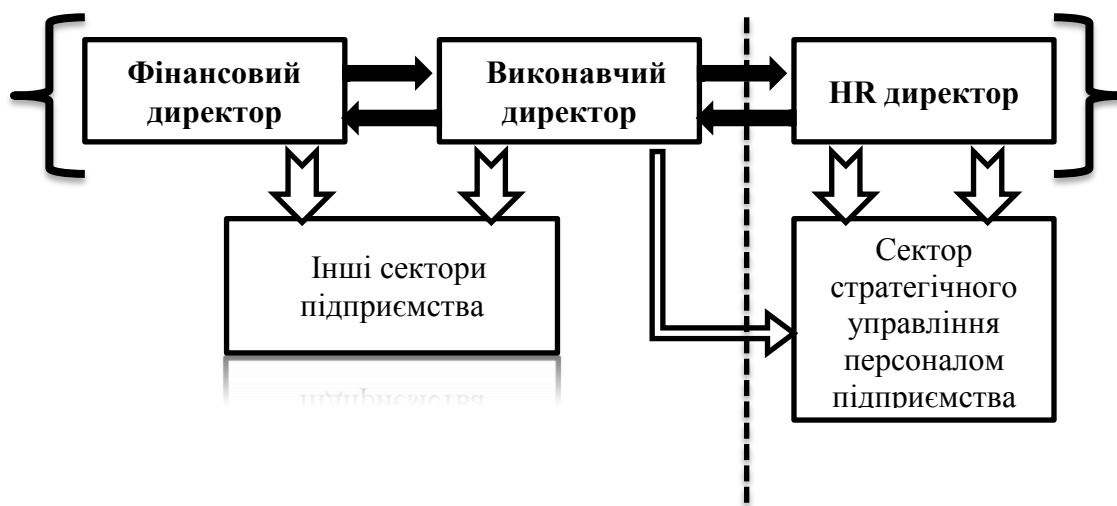 Фінансовий
директор
Виконавчий
директор
HR директор
Інші сектори
підприємства
Сектор
стратегічного
управління
персоналом
підприємства